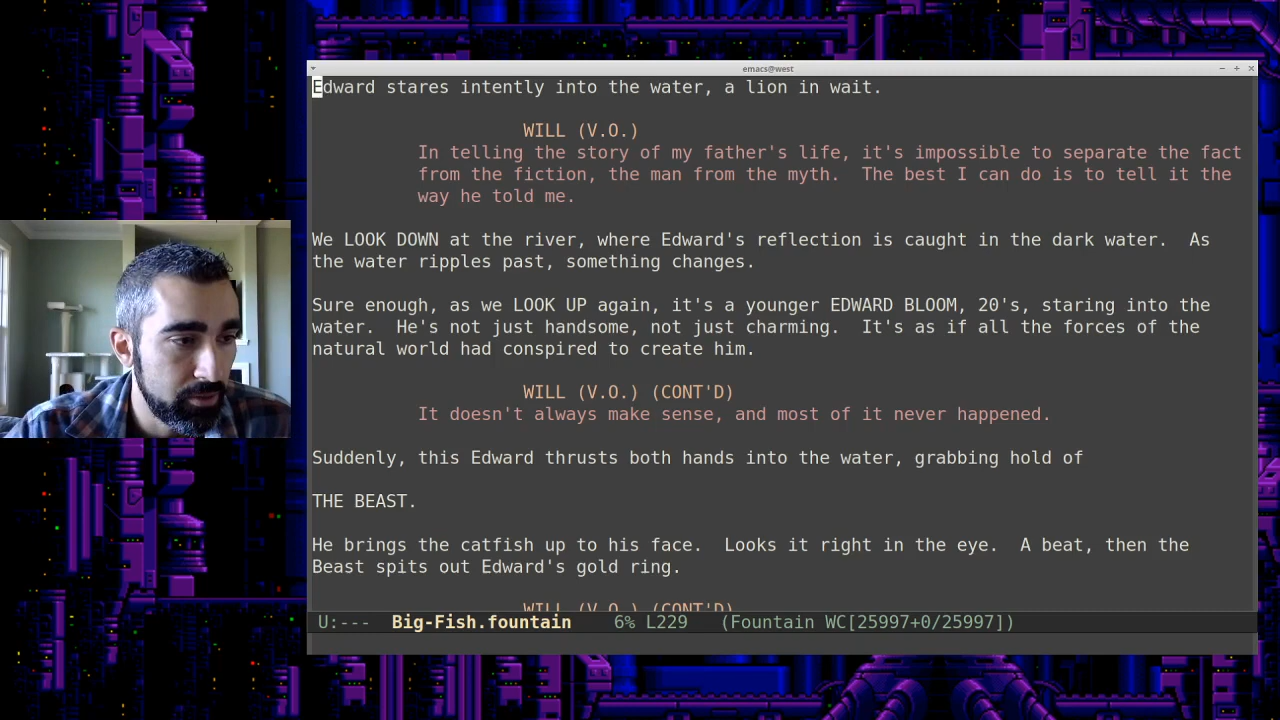 emacs@west
Edward stares intently into the water, a lion in wait.
WILL (V.O.)
In telling the story of my father's life, it's impossible to separate the fact
from the fiction, the man from the myth.  The best I can do is to tell it the
way he told me.
We LOOK DOWN at the river, where Edward's reflection is caught in the dark water.  As
the water ripples past, something changes.
Sure enough, as we LOOK UP again, it's a younger EDWARD BLOOM, 20's, staring into the
water.  He's not just handsome, not just charming.  It's as if all the forces of the
natural world had conspired to create him.
WILL (V.O.) (CONT'D)
It doesn't always make sense, and most of it never happened.
Suddenly, this Edward thrusts both hands into the water, grabbing hold of
THE BEAST.
He brings the catfish up to his face.  Looks it right in the eye.  A beat, then the
Beast spits out Edward's gold ring.
WILL (V.O.) (CONT'D)
U:---  Big-Fish.fountain    6% L229   (Fountain WC[25997+0/25997])